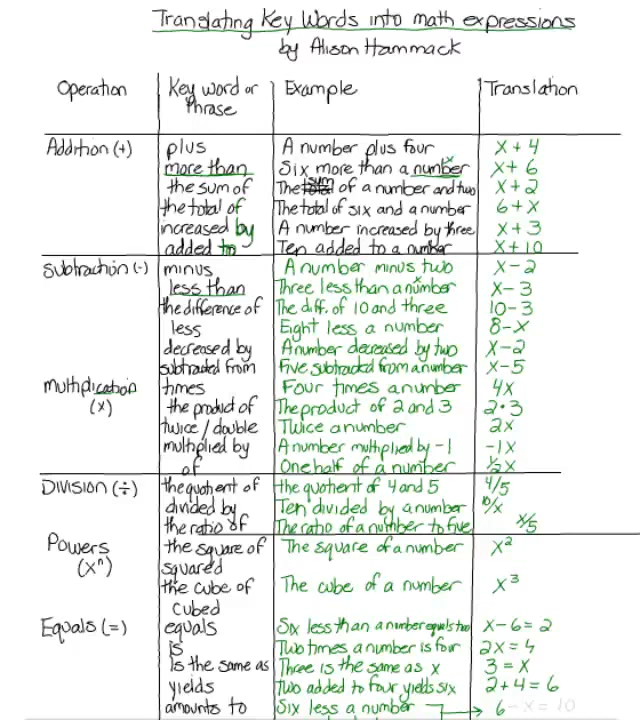 Translating Key Words into math expressions
by Alison Hammack
Operation Key word or Phrase Example Translation
Addition (+) plus A number plus four x + 4
more than Six more than a number x x + 6
the sum of The sum of a number and two x + 2
the total of The total of six and a number 6 + x
increased by A number increased by three x + 3
added to Ten added to a number x + 10
Subtraction (-) minus A number minus two x - 2
less than Three less than a number x x - 3
the difference of The diff. of 10 and three 10 - 3
less Eight less a number 8 - x
decreased by A number decreased by two x - 2
subtracted from Five subtracted from a number x - 5
multiplication times Four times a number 4x
(x) the product of The product of 2 and 3 2 • 3
twice / double Twice a number 2x
multiplied by A number multiplied by -1 -1x
of One half of a number ½x
Division (÷) the quotient of the quotient of 4 and 5 4/5
divided by Ten divided by a number 10/x
the ratio of The ratio of a number to five x/5
Powers the square of The square of a number x²
(xⁿ) squared
the cube of The cube of a number x³
cubed
Equals (=) equals Six less than a number equals two x - 6 = 2
is Two times a number is four 2x = 4
is the same as Three is the same as x 3 = x
yields Two added to four yields six 2 + 4 = 6
amounts to Six less a number 6 - x = 10